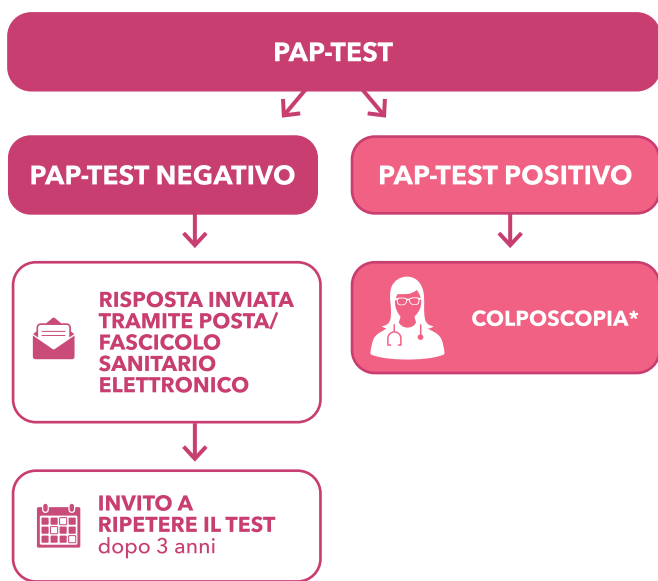 PAP-TEST
PAP-TEST NEGATIVO
PAP-TEST POSITIVO
RISPOSTA INVIATA
TRAMITE POSTA/
FASCICOLO
SANITARIO
ELETTRONICO
COLPOSCOPIA*
INVITO A
RIPETERE IL TEST
dopo 3 anni